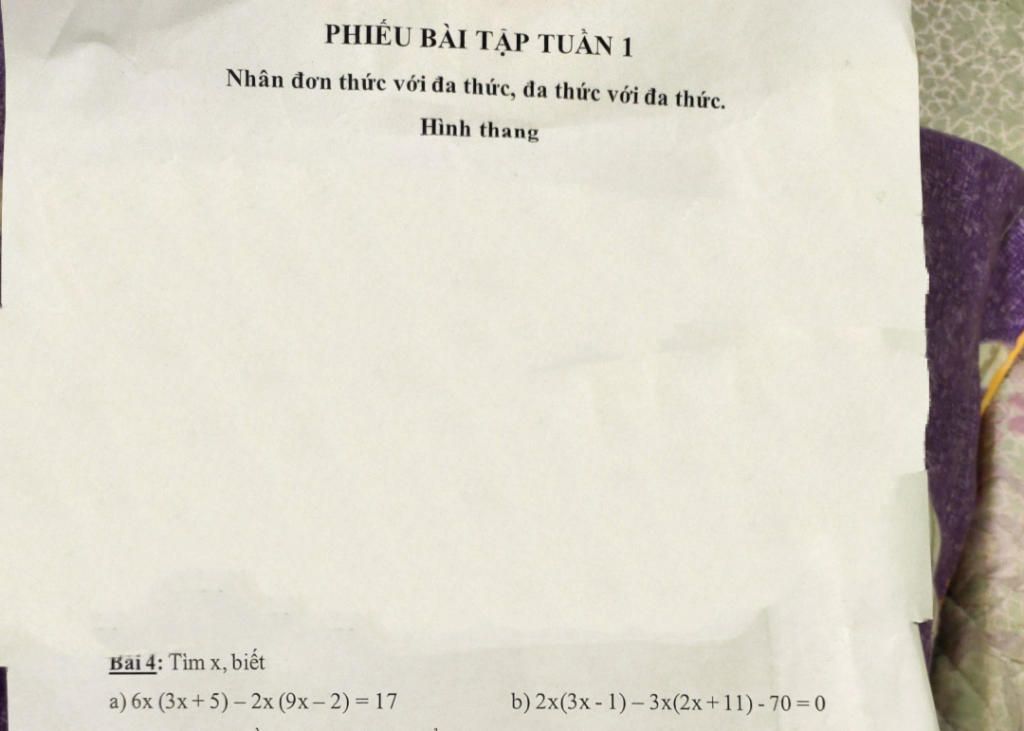 PHIẾU BÀI TẬP TUẦN 1
Nhân đơn thức với đa thức, đa thức với đa thức.
Hình thang
Bài 4: Tìm x, biết
a) 6x (3x + 5) – 2x (9x – 2) = 17 b) 2x(3x - 1) – 3x(2x + 11) - 70 = 0